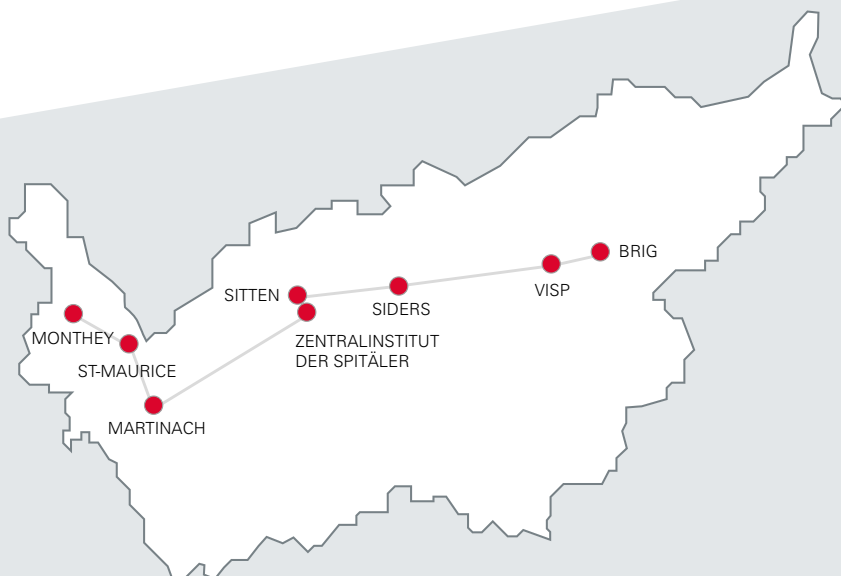 BRIG
SITTEN
VISP
SIDERS
MONTHEY
ZENTRALINSTITUT
DER SPITÄLER
ST-MAURICE
MARTINACH